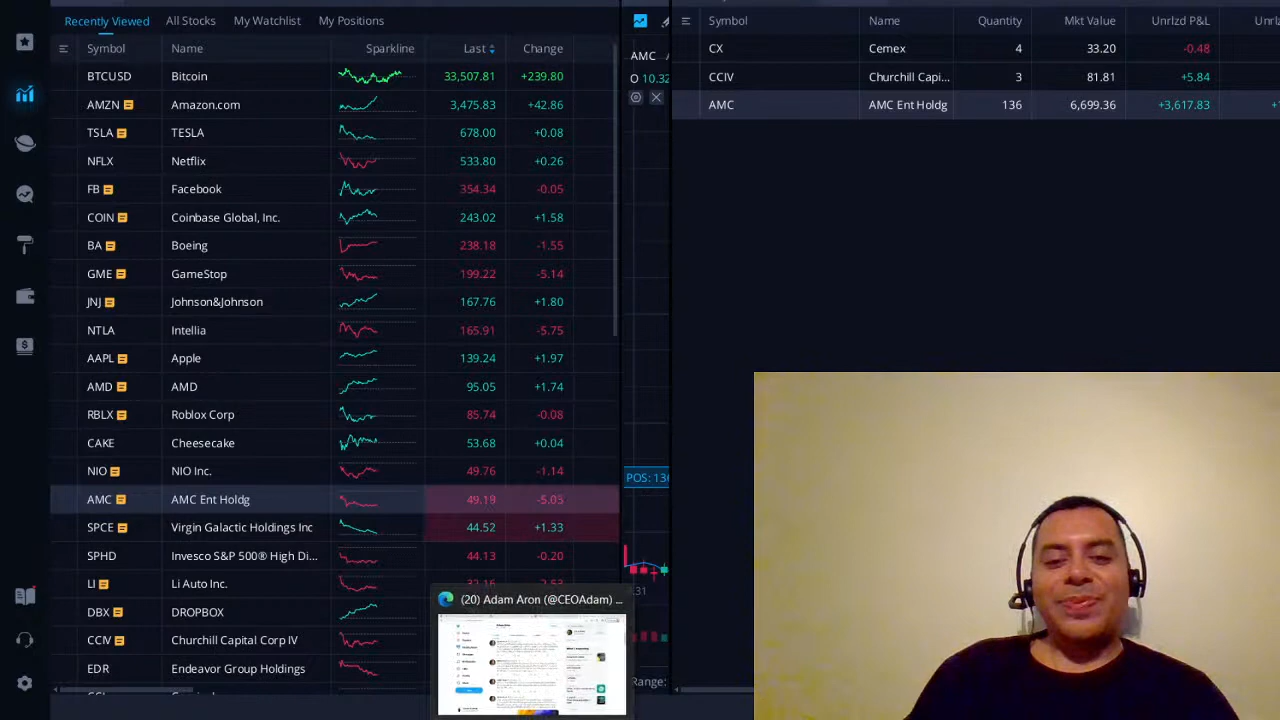 Recently Viewed All Stocks My Watchlist My Positions
Symbol Name Sparkline Last Change
BTCUSD Bitcoin 33,507.81 +239.80
AMZN Amazon.com 3,475.83 +42.86
TSLA TESLA 678.00 +0.08
NFLX Netflix 533.80 +0.26
FB Facebook 354.34 -0.05
COIN Coinbase Global, Inc. 243.02 +1.58
BA Boeing 238.18 -1.55
GME GameStop 199.22 -5.14
JNJ Johnson&Johnson 167.76 +1.80
NTLA Intellia 165.91 -5.75
AAPL Apple 139.24 +1.97
AMD AMD 95.05 +1.74
RBLX Roblox Corp 85.74 -0.08
CAKE Cheesecake 53.68 +0.04
NIO NIO Inc. 49.76 -1.14
AMC AMC Ent Holdg 49.19 -5.05
SPCE Virgin Galactic Holdings Inc 44.52 +1.33
SPHD Invesco S&P 500® High Di... 44.13 -0.20
LI Li Auto Inc.
DBX DROPBOX
CCIV Churchill Capital Corp IV
EDR Endeavor Group Holdings
(20) Adam Aron (@CEOAdam) ...
AMC
O 10.32
POS: 136
Range:
Symbol Name Quantity Mkt Value Unrlzd P&L
CX Cemex 4 33.20 -0.48
CCIV Churchill Capi... 3 81.81 +5.84
AMC AMC Ent Holdg 136 6,699.35 +3,617.83